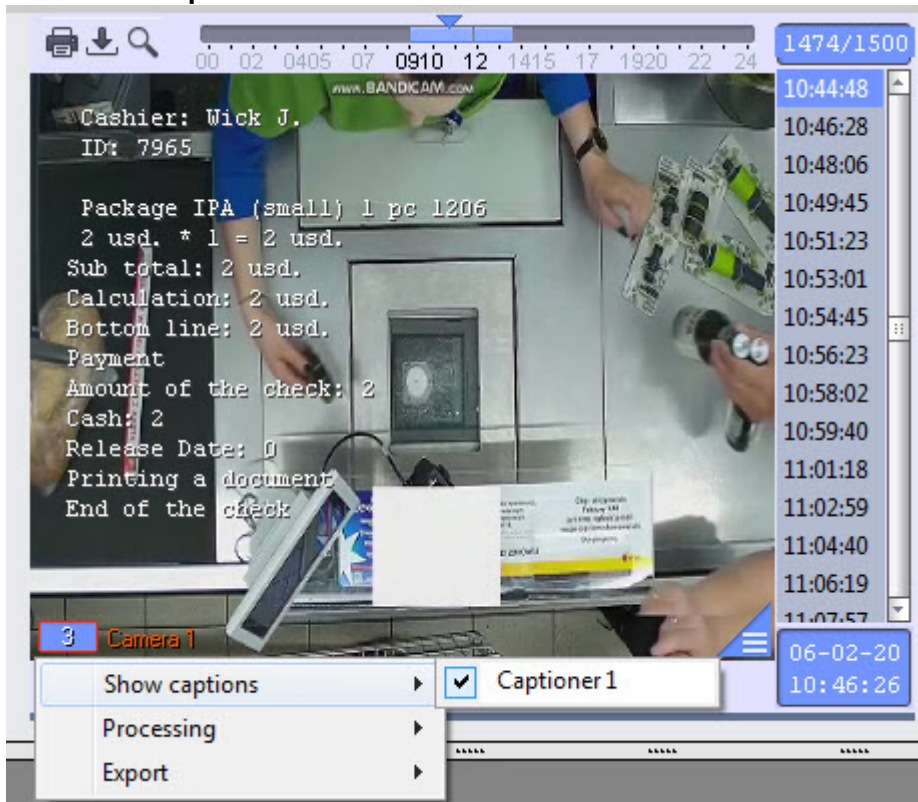 1474/1500
00 02 0405 07 0910 12 1415 17 1920 22 24
www.BANDICAM.COM
Cashier: Wick J.
ID: 7965
Package IPA (small) 1 pc 1206
2 usd. * 1 = 2 usd.
Sub total: 2 usd.
Calculation: 2 usd.
Bottom line: 2 usd.
Payment
Amount of the check: 2
Cash: 2
Release Date: 0
Printing a document
End of the check
10:44:48
10:46:28
10:48:06
10:49:45
10:51:23
10:53:01
10:54:45
10:56:23
10:58:02
10:59:40
11:01:18
11:02:59
11:04:40
11:06:19
11:07:57
3 Camera 1
06-02-20
10:46:26
Show captions
Captioner 1
Processing
Export